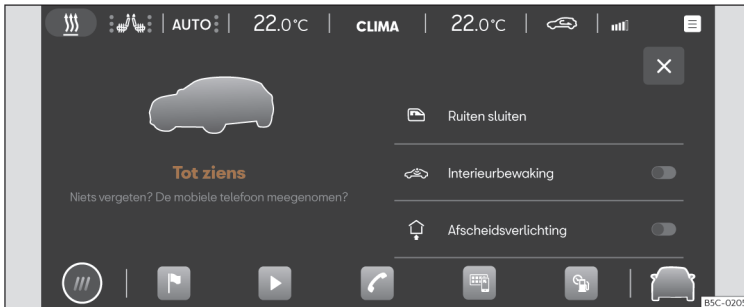 AUTO 22.0°C CLIMA 22.0°C
Ruiten sluiten
Tot ziens
Interieurbewaking
Niets vergeten? De mobiele telefoon meegenomen?
Afscheidsverlichting
B5C-0205